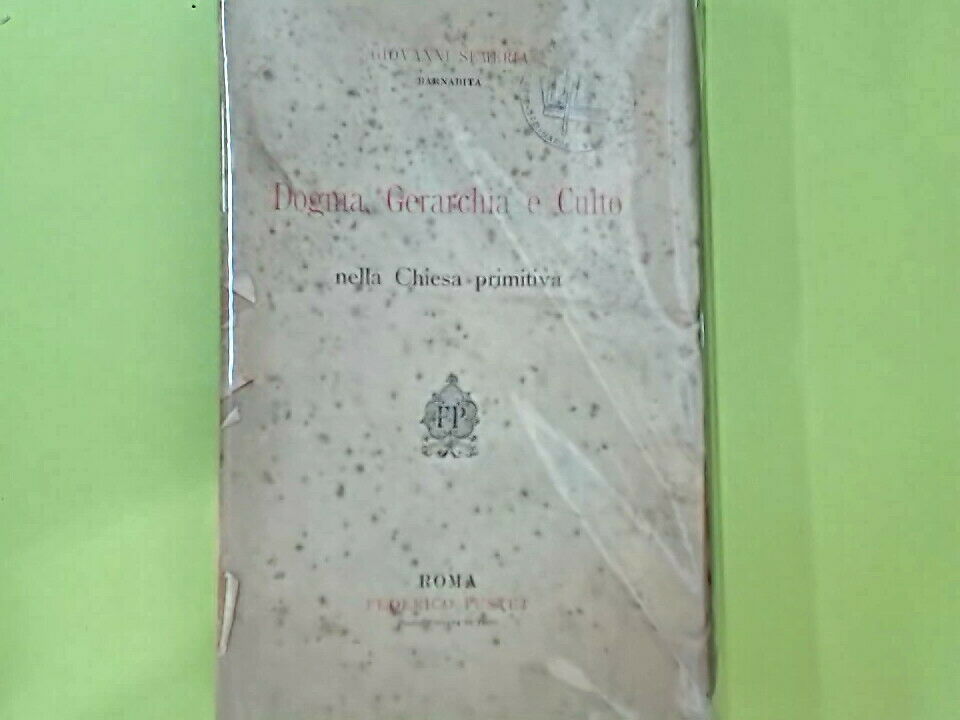 GIOVANNI SEMERIA
BARNABITA
Dogma, Gerarchia e Culto
nella Chiesa primitiva
FP
ROMA
FEDERICO PUSTET